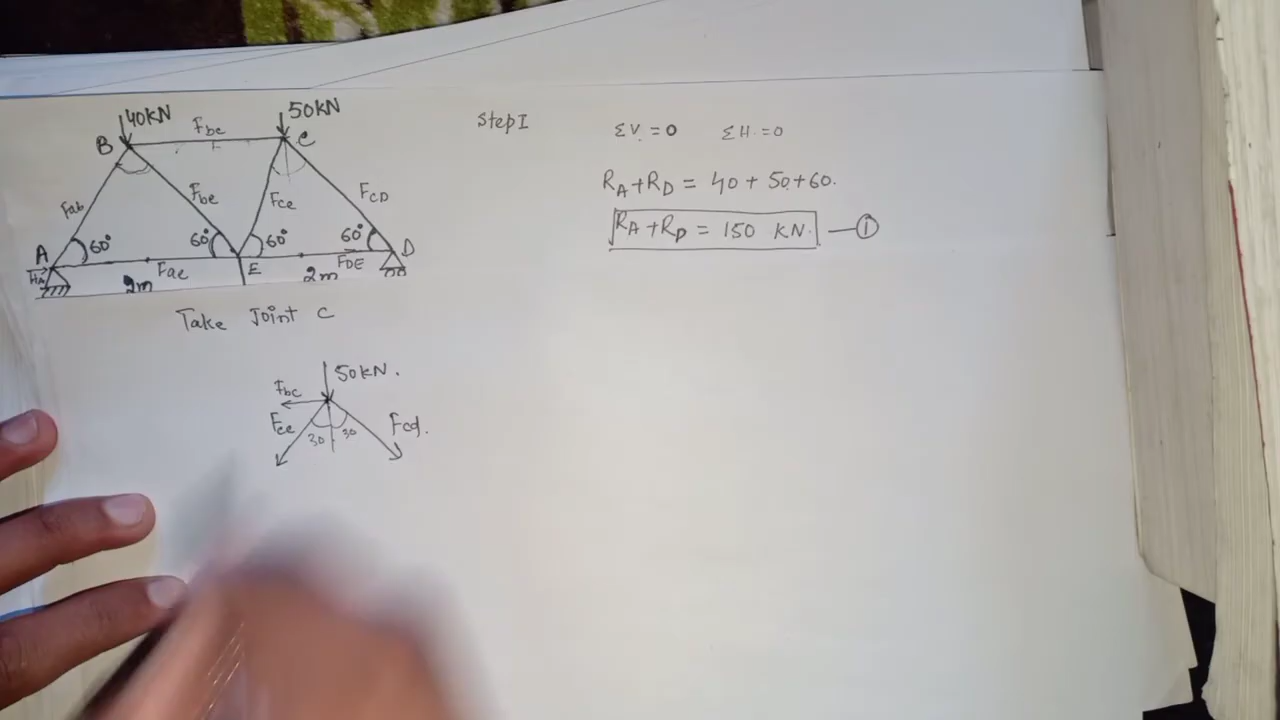 40kN
50kN
Fbc
B
C
Fab
Fbe
Fce
FCD
A
60°
60°
60°
60°
D
HA
Fae
E
FDE
2m
2m
Take Joint C
50kN.
Fbc
Fce
30
30
Fcd.
Step I
ΣV = 0 ΣH = 0
RA+RD = 40 + 50+60.
RA+RD = 150 KN. — ①